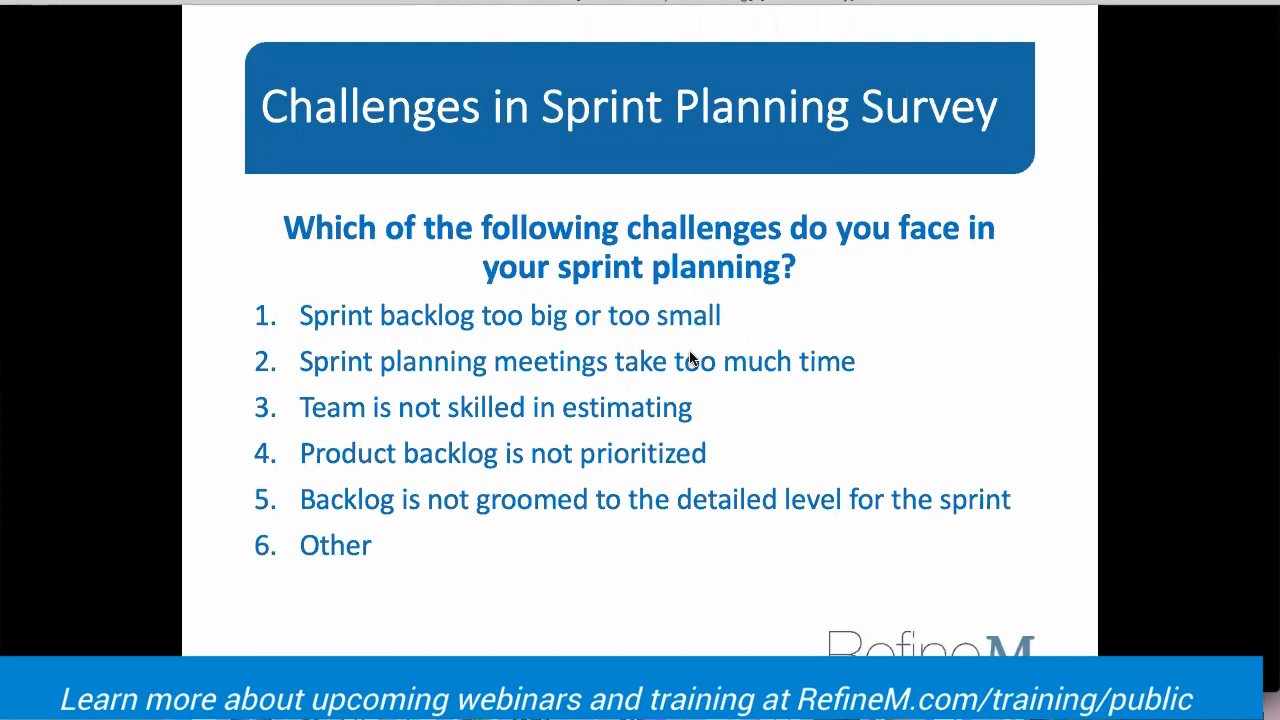 Challenges in Sprint Planning Survey
Which of the following challenges do you face in
your sprint planning?
1. Sprint backlog too big or too small
2. Sprint planning meetings take too much time
3. Team is not skilled in estimating
4. Product backlog is not prioritized
5. Backlog is not groomed to the detailed level for the sprint
6. Other
RefineM
Learn more about upcoming webinars and training at RefineM.com/training/public